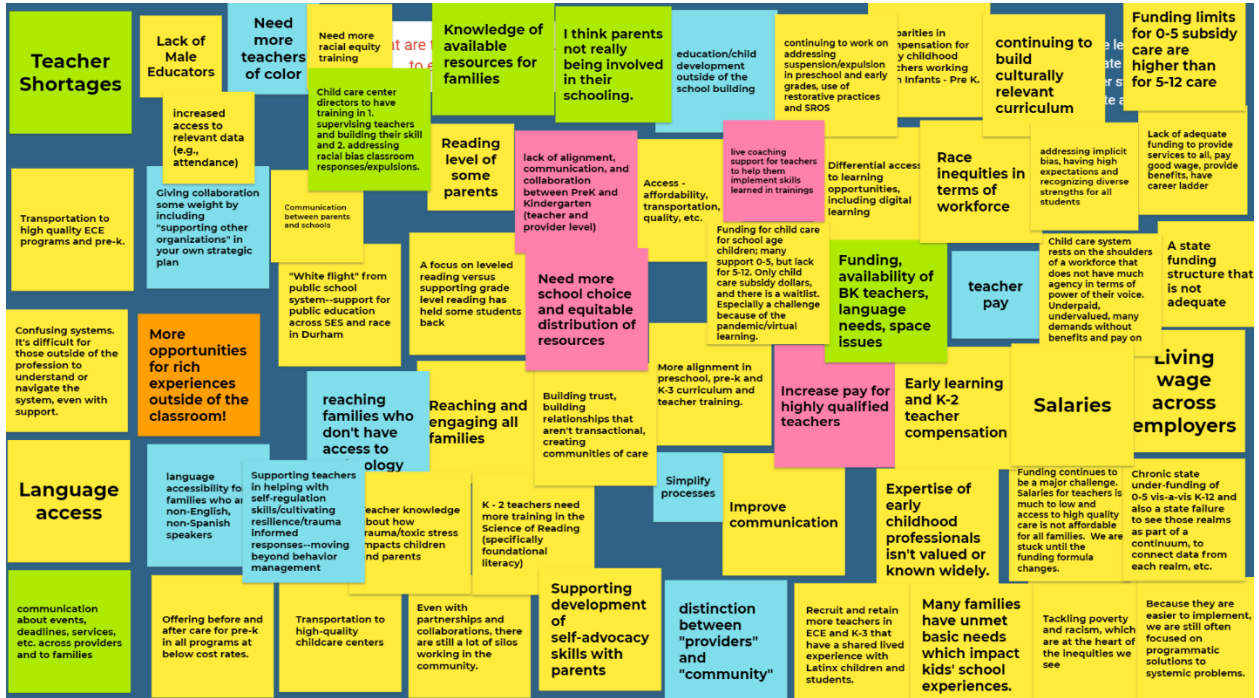 Teacher
Shortages
Lack of
Male
Educators
Need
more
teachers
of color
Need more
racial equity
training
Knowledge of
available
resources for
families
I think parents
not really
being involved in
their
schooling.
education/child
development
outside of the
school building
continuing to work on
addressing
suspension/expulsion
in preschool and early
grades, use of
restorative practices
and SROS
for
childhood
working
Infants - Pre K.
continuing to
build
culturally
relevant
curriculum
Funding limits
for 0-5 subsidy
care are
higher than
for 5-12 care
increased
access to
relevant data
(e.g.,
attendance)
Child care center
directors to have
training in 1.
supervising teachers
and building their skill
and 2. addressing
racial bias classroom
responses/expulsions.
Reading
level of
some
parents
lack of alignment,
communication, and
collaboration
between PreK and
Kindergarten
(teacher and
provider level)
Access -
affordability,
transportation,
quality, etc.
live coaching
support for teachers
to help them
implement skills
learned in trainings
Differential access
to learning
opportunities,
including digital
learning
Race
inequities in
terms of
workforce
addressing implicit
bias, having high
expectations and
recognizing diverse
strengths for all
students
Lack of adequate
funding to provide
services to all, pay
good wage, provide
benefits, have
career ladder
Transportation to
high quality ECE
programs and pre-k.
Giving collaboration
some weight by
including
"supporting other
organizations" in
your own strategic
plan
Communication
between parents
and schools
"White flight" from
public school
system--support for
public education
across SES and race
in Durham
A focus on leveled
reading versus
supporting grade
level reading has
held some students
back
Need more
school choice
and equitable
distribution of
resources
Funding for child care
for school age
children; many
support 0-5, but lack
for 5-12. Only child
care subsidy dollars,
and there is a waitlist.
Especially a challenge
because of the
pandemic/virtual
learning.
Funding,
availability of
BK teachers,
language
needs, space
issues
teacher
pay
Child care system
rests on the shoulders
of a workforce that
does not have much
agency in terms of
power of their voice.
Underpaid,
undervalued, many
demands without
benefits and pay on
A state
funding
structure that
is not
adequate
Confusing systems.
It's difficult for
those outside of the
profession to
understand or
navigate the
system, even with
support.
More
opportunities
for rich
experiences
outside of the
classroom!
reaching
families who
don't have
access to
Reaching and
engaging all
families
Building trust,
building
relationships that
aren't transactional,
creating
communities of care
More alignment in
preschool, pre-k and
K-3 curriculum and
teacher training.
Increase pay for
highly qualified
teachers
Early learning
and K-2
teacher
compensation
Salaries
Living
wage
across
employers
Language
access
language
accessibility for
families who
non-English,
non-Spanish
speakers
Supporting teachers
in helping with
self-regulation
skills/cultivating
resilience/trauma
informed
responses--moving
beyond behavior
management
knowledge
about how
trauma/toxic stress
impacts children
and parents
K - 2 teachers need
more training in the
Science of Reading
(specifically
foundational
literacy)
Simplify
processes
Improve
communication
Expertise of
early
childhood
professionals
isn't valued or
known widely.
Funding continues to
be a major challenge.
Salaries for teachers is
much to low and
access to high quality
care is not affordable
for all families. We are
stuck until the
funding formula
changes.
Chronic state
under-funding of
0-5 vis-a-vis K-12 and
also a state failure
to see those realms
as part of a
continuum, to
connect data from
each realm, etc.
communication
about events,
deadlines, services,
etc. across providers
and to families
Offering before and
after care for pre-k
in all programs at
below cost rates.
Transportation to
high-quality
childcare centers
Even with
partnerships and
collaborations, there
are still a lot of silos
working in the
community.
Supporting
development
of
self-advocacy
skills with
parents
distinction
between
"providers"
and
"community"
Recruit and retain
more teachers in
ECE and K-3 that
have a shared lived
experience with
Latinx children and
students.
Many families
have unmet
basic needs
which impact
kids' school
experiences.
Tackling poverty
and racism, which
are at the heart of
the inequities we
see
Because they are
easier to implement,
we are still often
focused on
programmatic
solutions to
systemic problems.